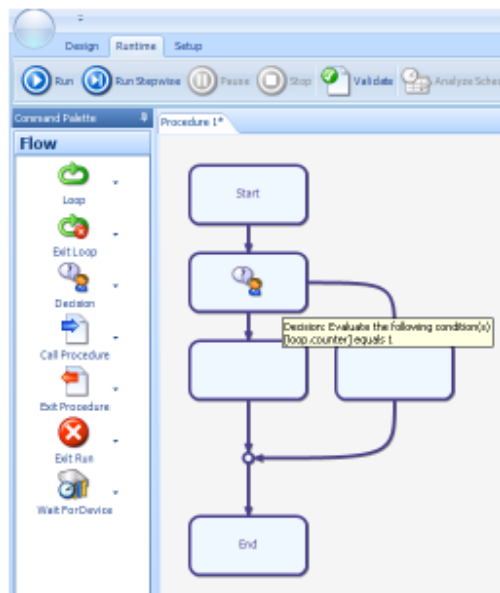 Design Runtime Setup
Run Run Stepwise Pause Stop Validate Analyze Sched
Command Palette
Procedure 1*
Flow
Loop
Exit Loop
Decision
Call Procedure
Exit Procedure
Exit Run
Wait For Device
Start
Decision: Evaluate the following condition(s)
[loop.counter] equals 1
End